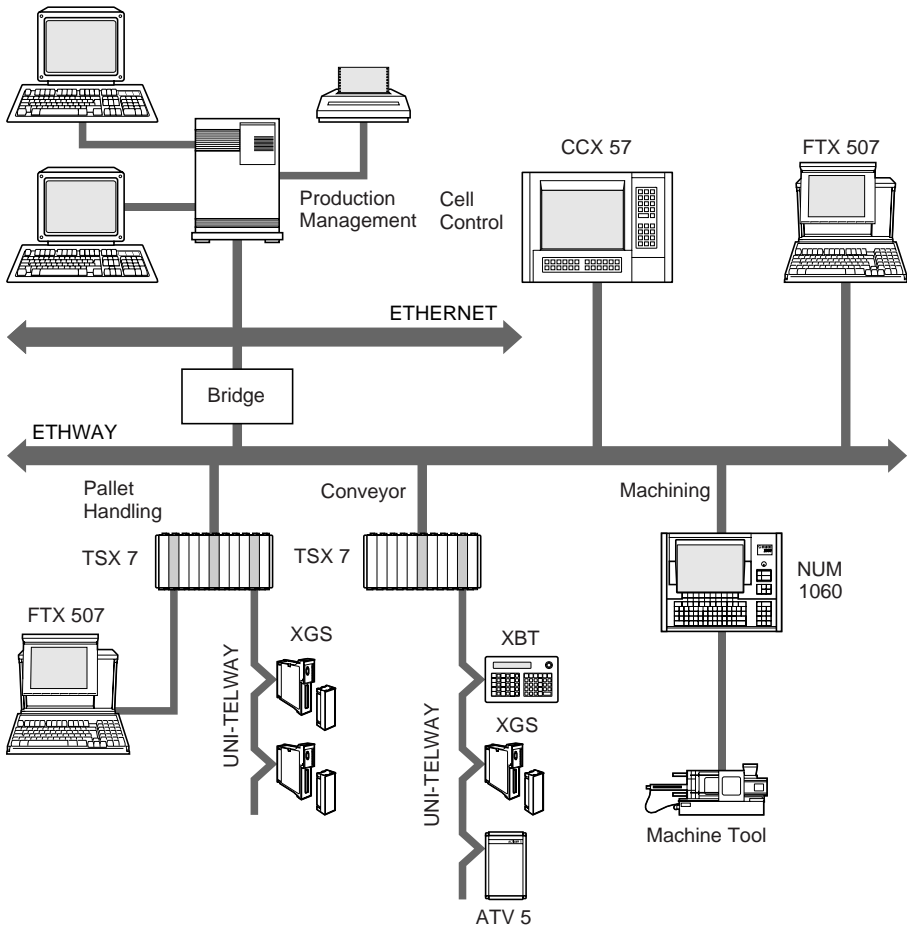 CCX 57
FTX 507
Production
Management
Cell
Control
ETHERNET
Bridge
ETHWAY
Pallet
Handling
Conveyor
Machining
TSX 7
TSX 7
NUM
1060
FTX 507
XGS
XBT
UNI-TELWAY
XGS
UNI-TELWAY
Machine Tool
ATV 5